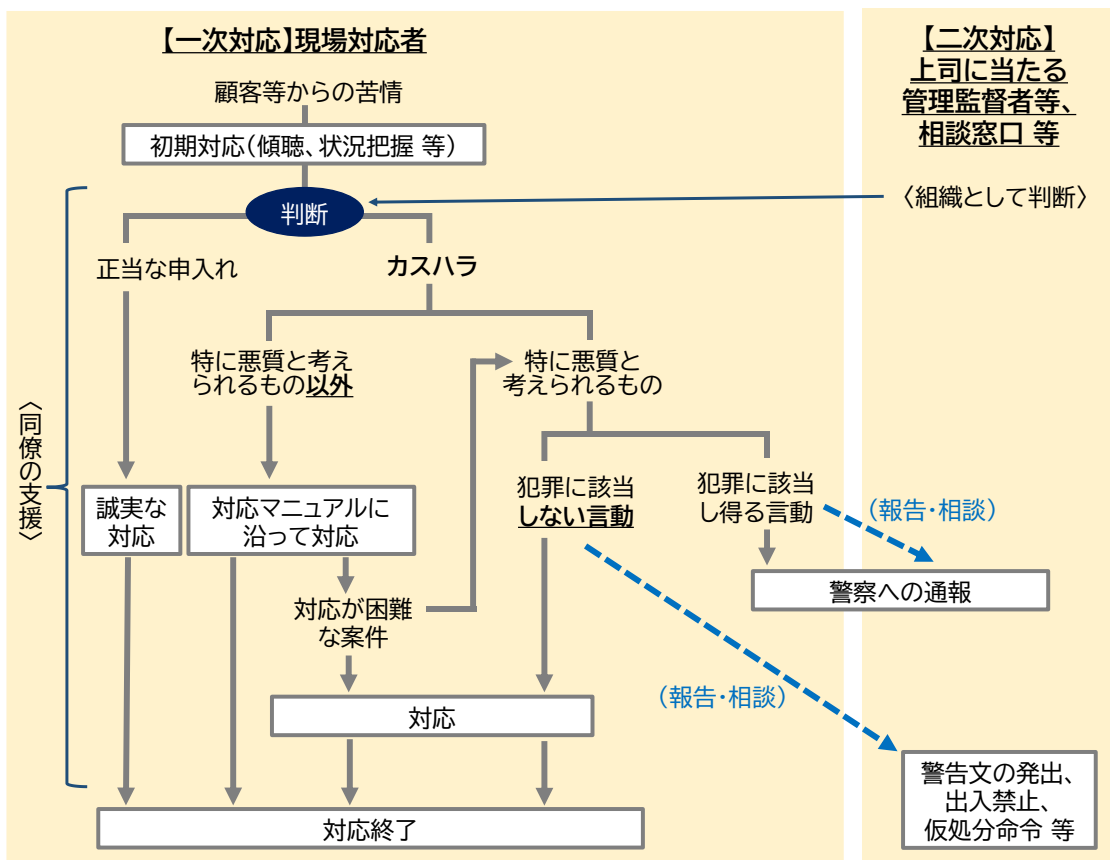 【一次対応】現場対応者
顧客等からの苦情
初期対応（傾聴、状況把握 等）
判断
正当な申入れ
カスハラ
特に悪質と考え
られるもの以外
特に悪質と
考えられるもの
〈同僚の支援〉
誠実な
対応
対応マニュアルに
沿って対応
犯罪に該当
しない言動
犯罪に該当
し得る言動
（報告・相談）
警察への通報
対応が困難
な案件
（報告・相談）
対応
対応終了
【二次対応】
上司に当たる
管理監督者等、
相談窓口 等
〈組織として判断〉
警告文の発出、
出入禁止、
仮処分命令 等